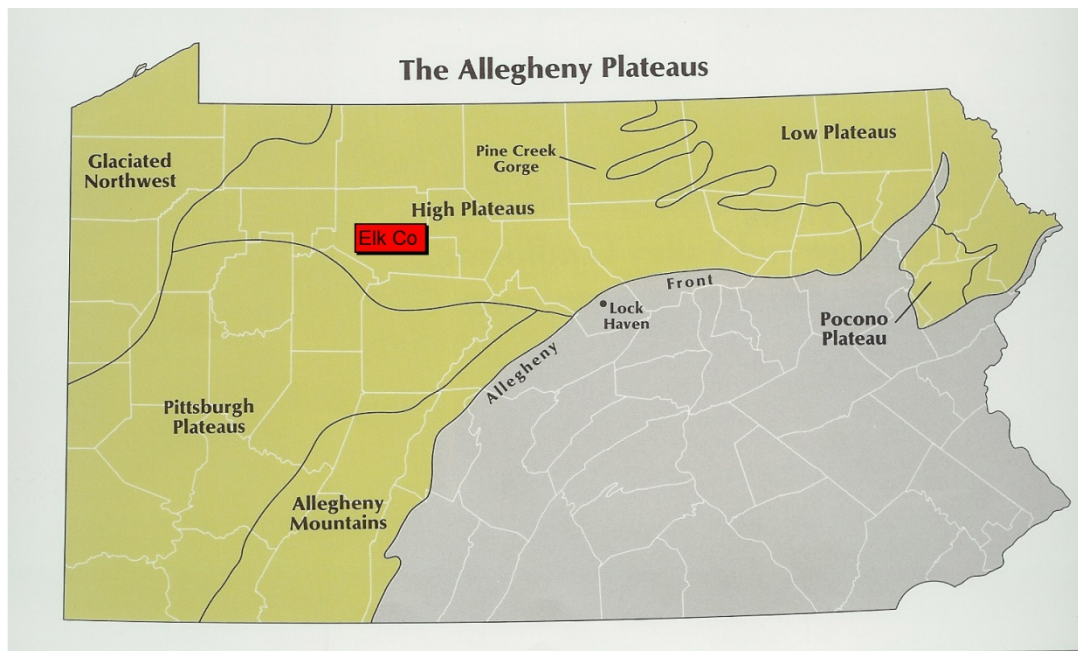 The Allegheny Plateaus
Glaciated
Northwest
Pine Creek
Gorge
Low Plateaus
High Plateaus
Elk Co
Front
Lock
Haven
Allegheny
Pocono
Plateau
Pittsburgh
Plateaus
Allegheny
Mountains